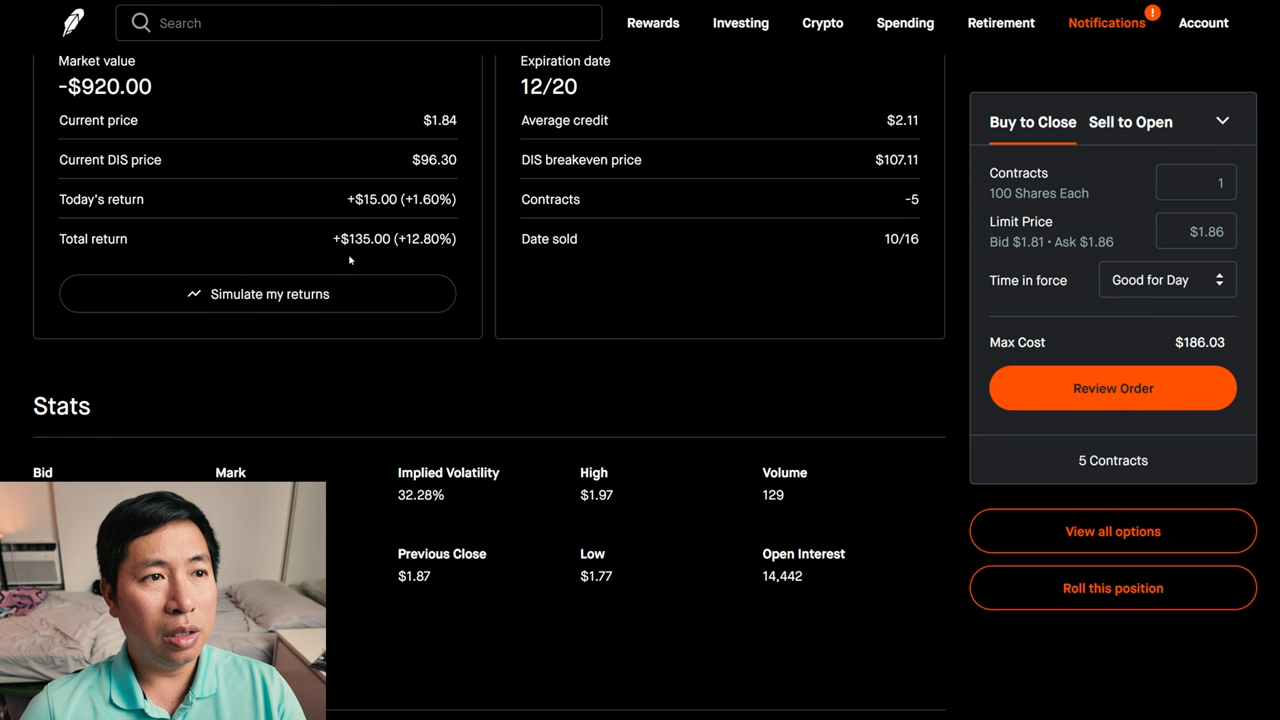 Search
Rewards
Investing
Crypto
Spending
Retirement
Notifications
!
Account
Market value
-$920.00
Current price $1.84
Current DIS price $96.30
Today's return +$15.00 (+1.60%)
Total return +$135.00 (+12.80%)
Simulate my returns
Expiration date
12/20
Average credit $2.11
DIS breakeven price $107.11
Contracts -5
Date sold 10/16
Buy to Close Sell to Open
Contracts
100 Shares Each
1
Limit Price
Bid $1.81 • Ask $1.86
$1.86
Time in force Good for Day
Max Cost $186.03
Review Order
5 Contracts
View all options
Roll this position
Stats
Bid Mark Implied Volatility High Volume
32.28% $1.97 129
Previous Close Low Open Interest
$1.87 $1.77 14,442